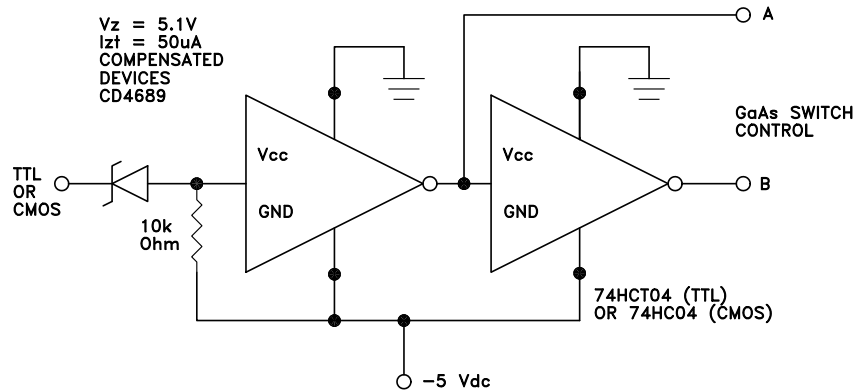 Vz = 5.1V
Izt = 50uA
COMPENSATED
DEVICES
CD4689
A
GaAs SWITCH
CONTROL
Vcc
Vcc
TTL
OR
CMOS
B
GND
GND
10k
Ohm
74HCT04 (TTL)
OR 74HC04 (CMOS)
-5 Vdc